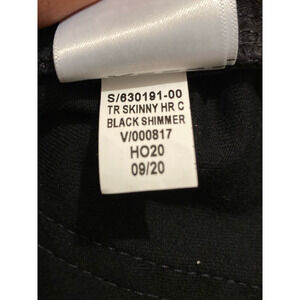 S/630191-00
TR SKINNY HR C
BLACK SHIMMER
V/000817
HO20
09/20